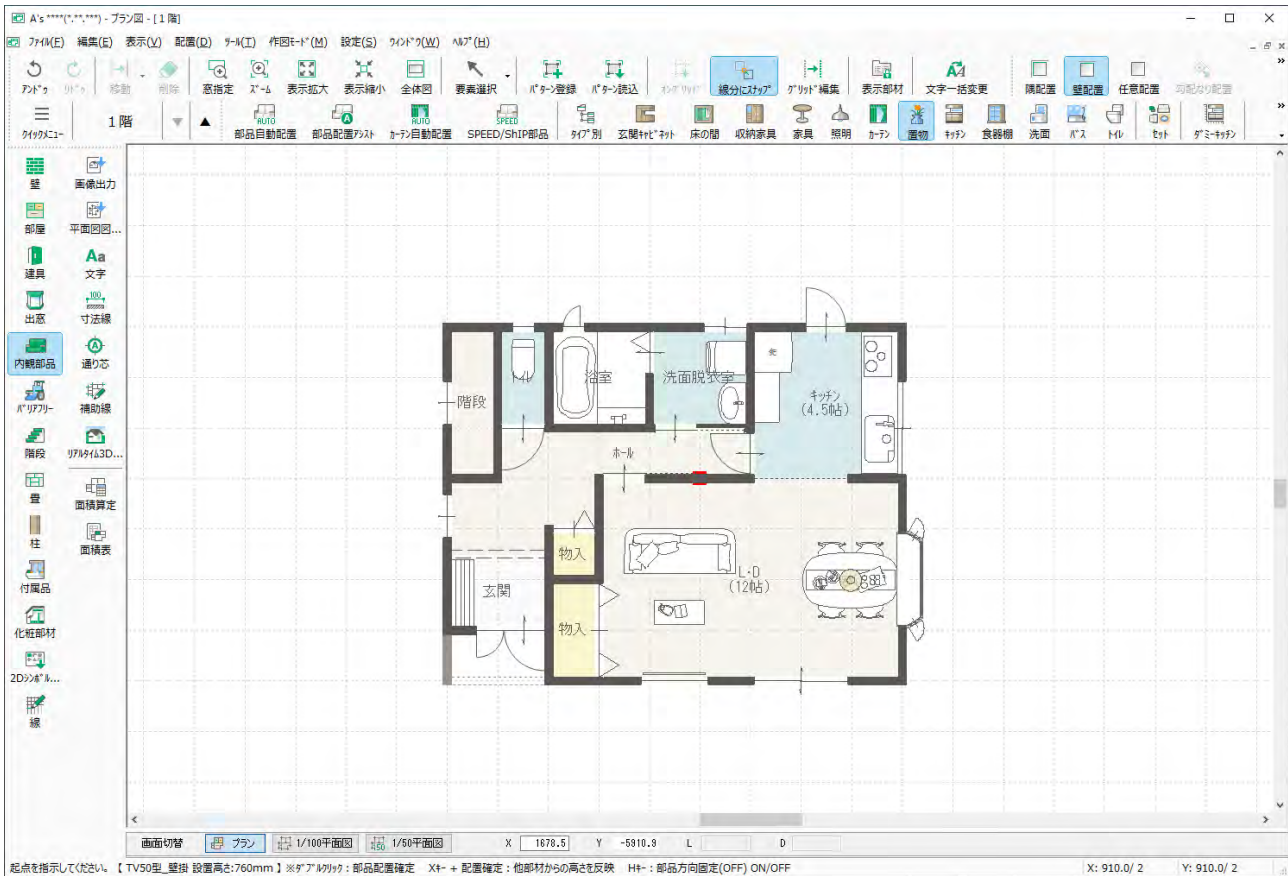 A's ****(*.**.***) - プラン図 - [1 階]
ﾌｧｲﾙ(F) 編集(E) 表示(V) 配置(D) ﾂｰﾙ(T) 作図ﾓｰﾄﾞ(M) 設定(S) ｳｨﾝﾄﾞｳ(W) ﾍﾙﾌﾟ(H)
ｱﾝﾄﾞｩ ﾘﾄﾞｩ 移動 削除 窓指定 ｽﾞｰﾑ 表示拡大 表示縮小 全体図 要素選択 ﾊﾟﾀｰﾝ登録 ﾊﾟﾀｰﾝ読込 ｵﾝｸﾞﾘｯﾄﾞ 線分にｽﾅｯﾌﾟ ｸﾞﾘｯﾄﾞ編集 表示部材 文字一括変更 隅配置 壁配置 任意配置 勾配なり配置
ｸｲｯｸﾒﾆｭｰ 1 階 ▼ ▲
AUTO A AUTO SPEED
部品自動配置 部品配置ｱｼｽﾄ ｶｰﾃﾝ自動配置 SPEED/ShIP部品 ﾀｲﾌﾟ別 玄関ｷｬﾋﾞﾈｯﾄ 床の間 収納家具 家具 照明 ｶｰﾃﾝ 置物 ｷｯﾁﾝ 食器棚 洗面 ﾊﾞｽ ﾄｲﾚ ｾｯﾄ ﾀﾞﾐｰｷｯﾁﾝ
壁 画像出力
部屋 平面図図...
Aa
建具 文字
100
出窓 寸法線
内観部品 通り芯
ﾊﾞﾘｱﾌﾘｰ 補助線
階段 ﾘｱﾙﾀｲﾑ3D...
畳 面積算定
柱 面積表
付属品
化粧部材
2Dｼﾝﾎﾞﾙ...
線
冷
ﾄｲﾚ 浴室 洗面脱衣室
階段 ｷｯﾁﾝ
(4.5帖)
ﾎｰﾙ
物入
L・D
(12帖)
玄関
物入
画面切替 プラン 1/100平面図 1/50平面図 X 1678.5 Y -5910.9 L D
起点を指示してください。【 TV50型_壁掛 設置高さ:760mm 】※ﾀﾞﾌﾞﾙｸﾘｯｸ : 部品配置確定 Xｷｰ + 配置確定 : 他部材からの高さを反映 Hｷｰ : 部品方向固定(OFF) ON/OFF X: 910.0/ 2 Y: 910.0/ 2